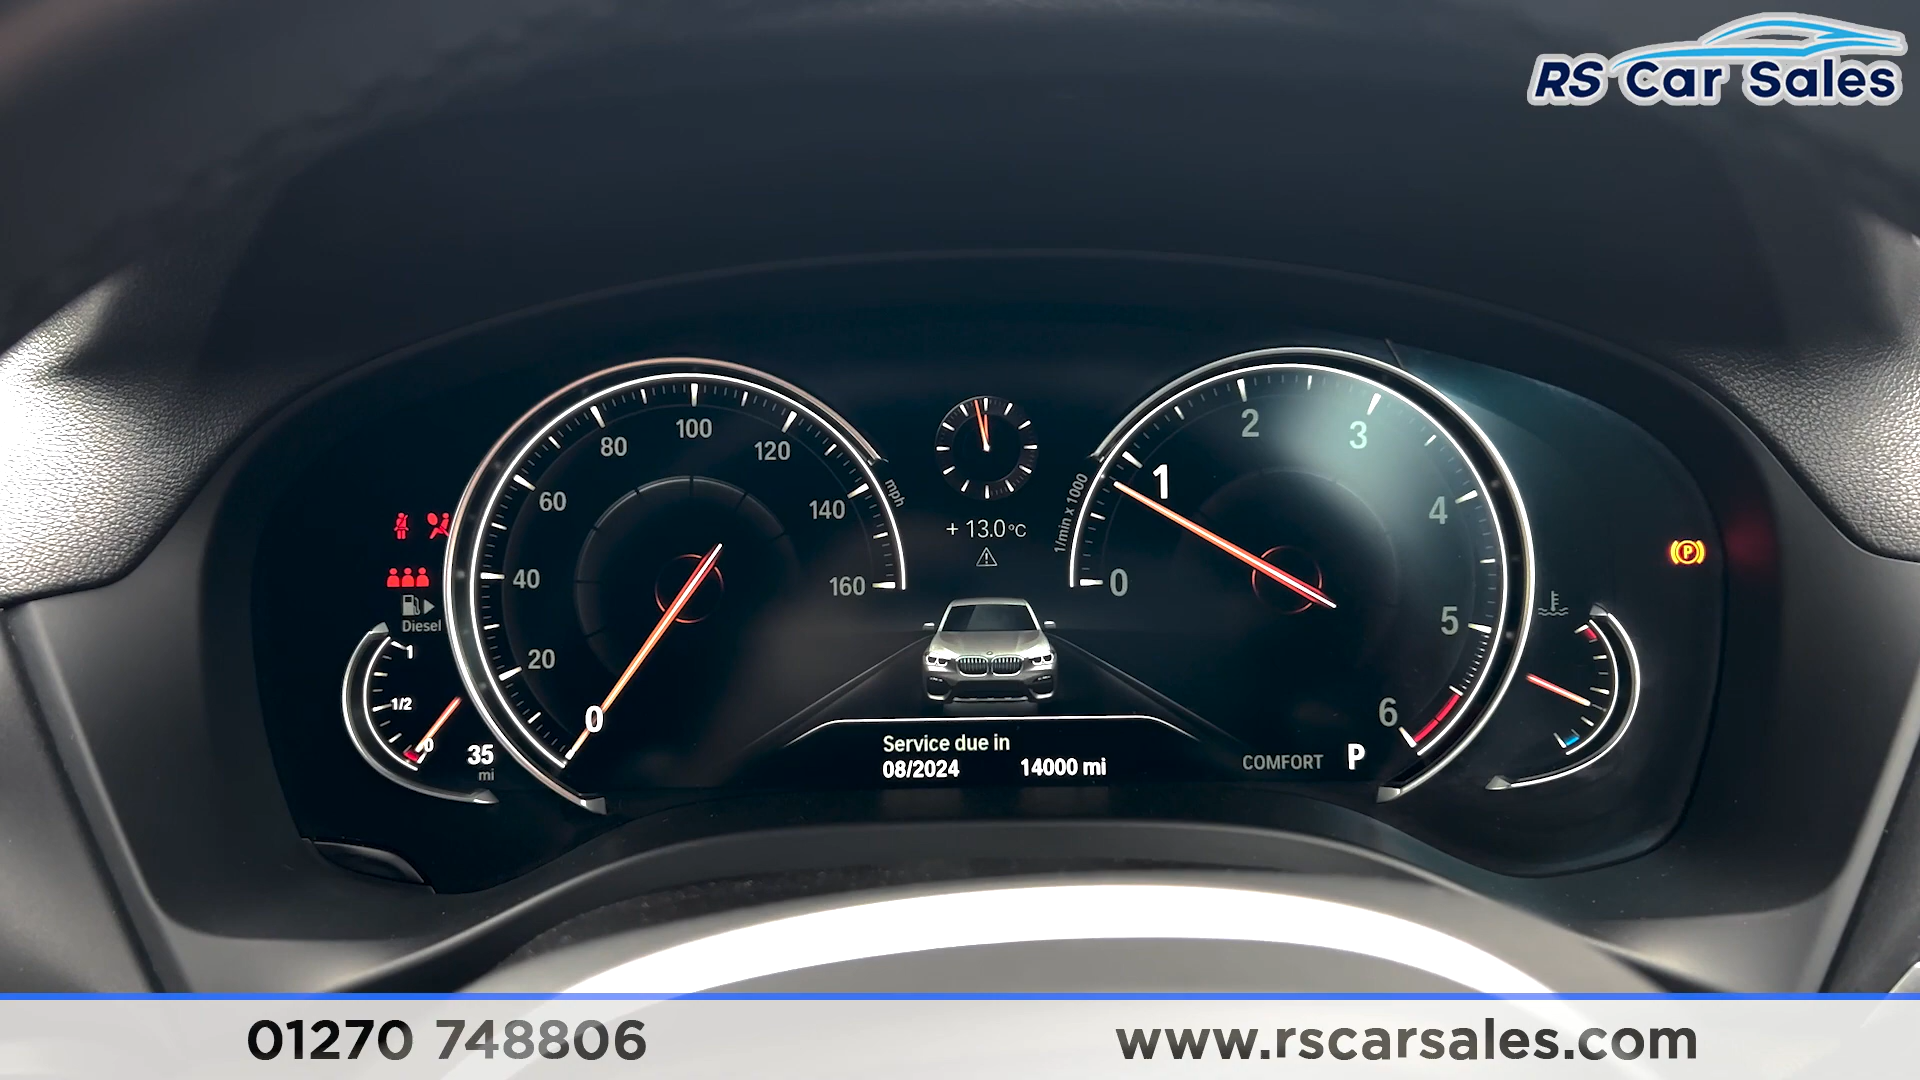 RS Car Sales
100
80
120
60
140
40
160
20
0
mph
+ 13.0°C
1/min x 1000
0
1
2
3
4
5
6
Diesel
1
1/2
0
35
mi
Service due in
08/2024 14000 mi
COMFORT P
P
01270 748806
www.rscarsales.com